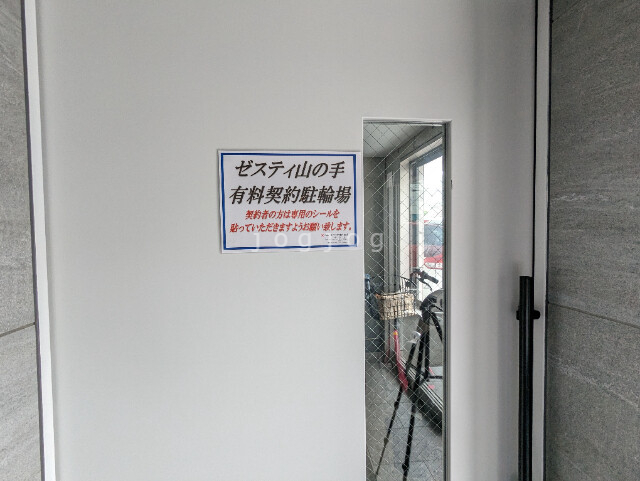 ゼスティ山の手
有料契約駐輪場
契約者の方は専用のシールを
貼っていただきますようお願い致します。
jogjog